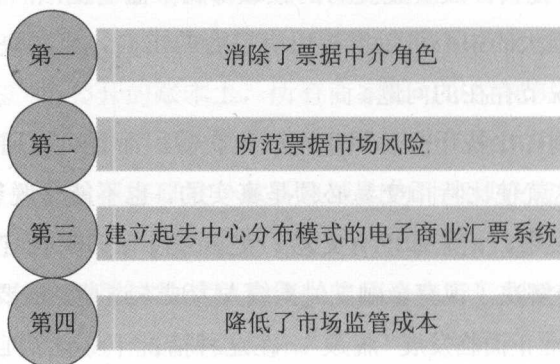 第一 消除了票据中介角色
第二 防范票据市场风险
第三 建立起去中心分布模式的电子商业汇票系统
第四 降低了市场监管成本